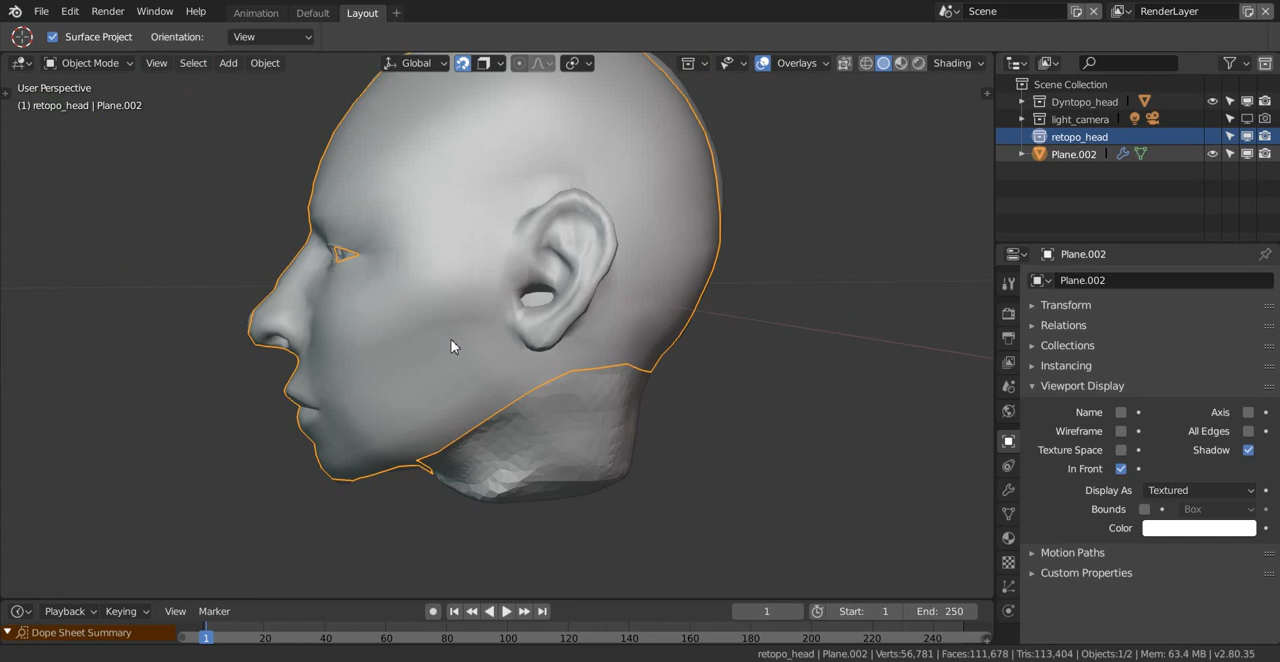 File Edit Render Window Help Animation Default Layout Scene RenderLayer
Surface Project Orientation: View
Object Mode View Select Add Object Global Overlays Shading
User Perspective
(1) retopo_head | Plane.002
Scene Collection
Dyntopo_head
light_camera
retopo_head
Plane.002
Plane.002
Plane.002
Transform
Relations
Collections
Instancing
Viewport Display
Name Axis
Wireframe All Edges
Texture Space Shadow
In Front
Display As Textured
Bounds Box
Color
Motion Paths
Custom Properties
Playback Keying View Marker 1 Start: 1 End: 250
Dope Sheet Summary 1 20 40 60 80 100 120 140 160 180 200 220 240
retopo_head | Plane.002 | Verts:56,781 | Faces:111,678 | Tris:113,404 | Objects:1/2 | Mem: 63.4 MB | v2.80.35